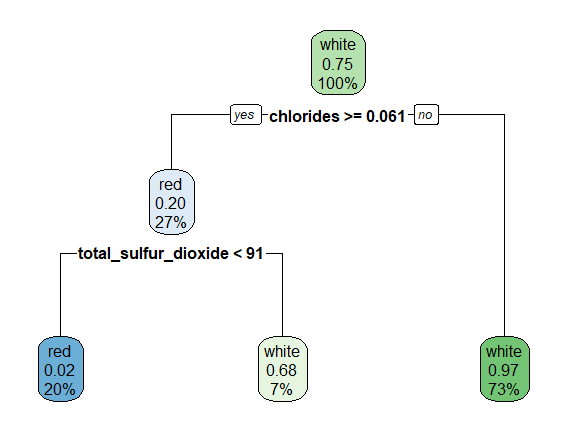 white
0.75
100%
yes chlorides >= 0.061 no
red
0.20
27%
total_sulfur_dioxide < 91
red
0.02
20%
white
0.68
7%
white
0.97
73%